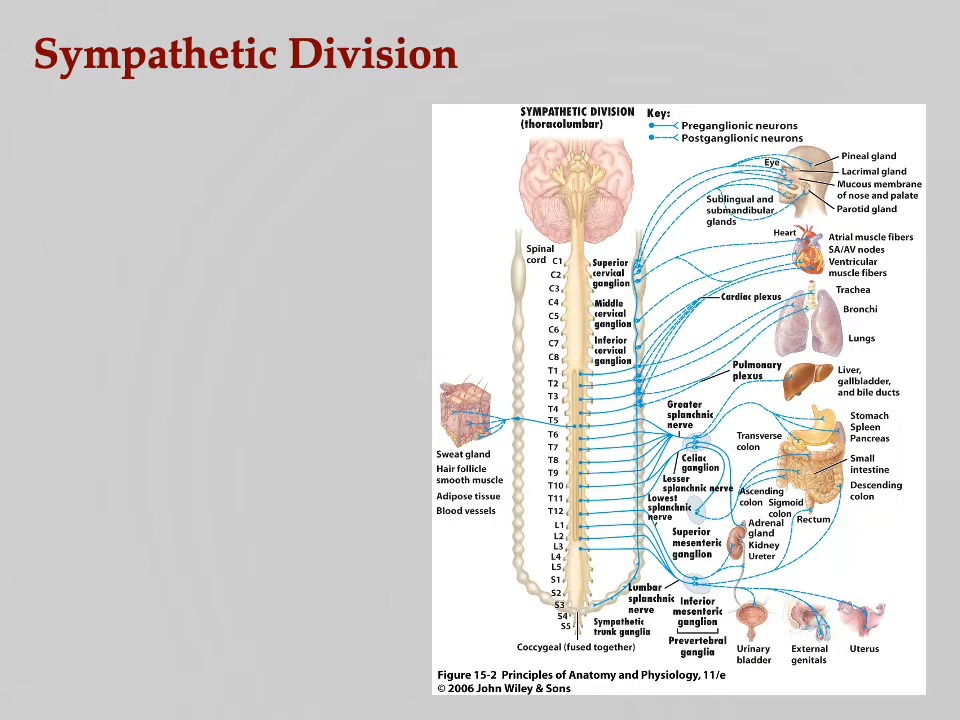 Sympathetic Division
SYMPATHETIC DIVISION
(thoracolumbar)
Key:
Preganglionic neurons
Postganglionic neurons
Eye
Pineal gland
Lacrimal gland
Mucous membrane
of nose and palate
Parotid gland
Sublingual and
submandibular
glands
Heart
Atrial muscle fibers
SA/AV nodes
Ventricular
muscle fibers
Spinal
cord
C1
C2
C3
C4
C5
C6
C7
C8
T1
T2
T3
T4
T5
T6
T7
T8
T9
T10
T11
T12
L1
L2
L3
L4
L5
S1
S2
S3
S4
S5
Superior
cervical
ganglion
Middle
cervical
ganglion
Inferior
cervical
ganglion
Cardiac plexus
Trachea
Bronchi
Lungs
Pulmonary
plexus
Liver,
gallbladder,
and bile ducts
Greater
splanchnic
nerve
Stomach
Spleen
Pancreas
Transverse
colon
Celiac
ganglion
Small
intestine
Lesser
splanchnic nerve
Descending
colon
Lowest
splanchnic
nerve
Ascending
colon
Sigmoid
colon
Rectum
Sweat gland
Hair follicle
smooth muscle
Adipose tissue
Blood vessels
Superior
mesenteric
ganglion
Adrenal
gland
Kidney
Ureter
Lumbar
splanchnic
nerve
Inferior
mesenteric
ganglion
Sympathetic
trunk ganglia
Prevertebral
ganglia
Coccygeal (fused together)
Urinary
bladder
External
genitals
Uterus
Figure 15-2 Principles of Anatomy and Physiology, 11/e
© 2006 John Wiley & Sons